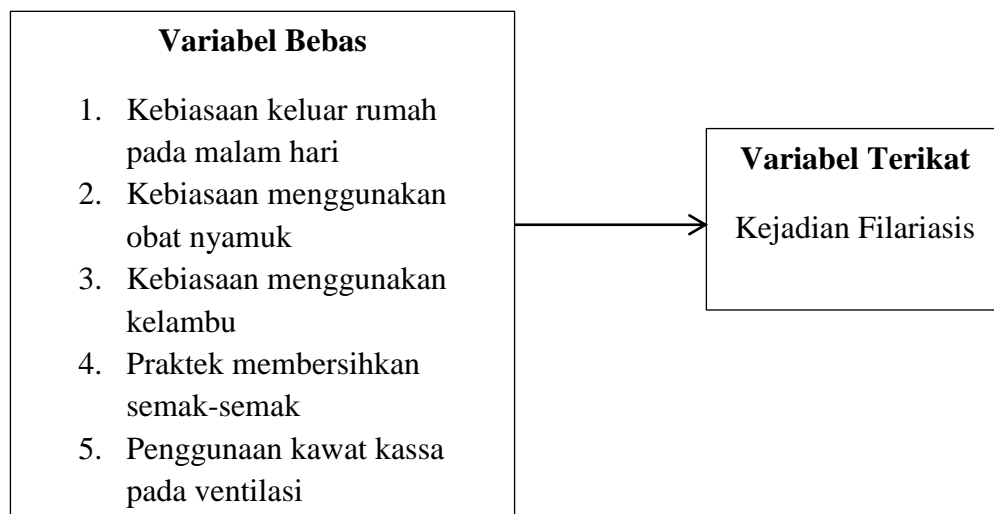 Variabel Bebas
1. Kebiasaan keluar rumah
pada malam hari
2. Kebiasaan menggunakan
obat nyamuk
3. Kebiasaan menggunakan
kelambu
4. Praktek membersihkan
semak-semak
5. Penggunaan kawat kassa
pada ventilasi
Variabel Terikat
Kejadian Filariasis